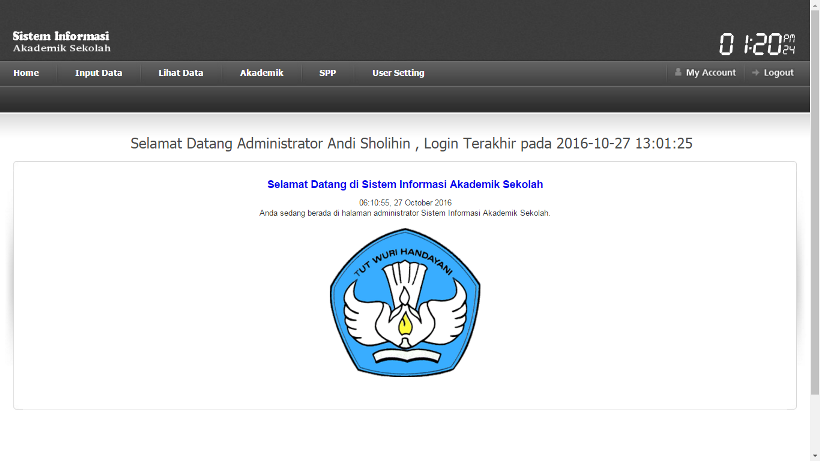 Sistem Informasi
Akademik Sekolah
01:20 PM 24
Home Input Data Lihat Data Akademik SPP User Setting My Account Logout
Selamat Datang Administrator Andi Sholihin , Login Terakhir pada 2016-10-27 13:01:25
Selamat Datang di Sistem Informasi Akademik Sekolah
06:10:55, 27 October 2016
Anda sedang berada di halaman administrator Sistem Informasi Akademik Sekolah.
TUT WURI HANDAYANI